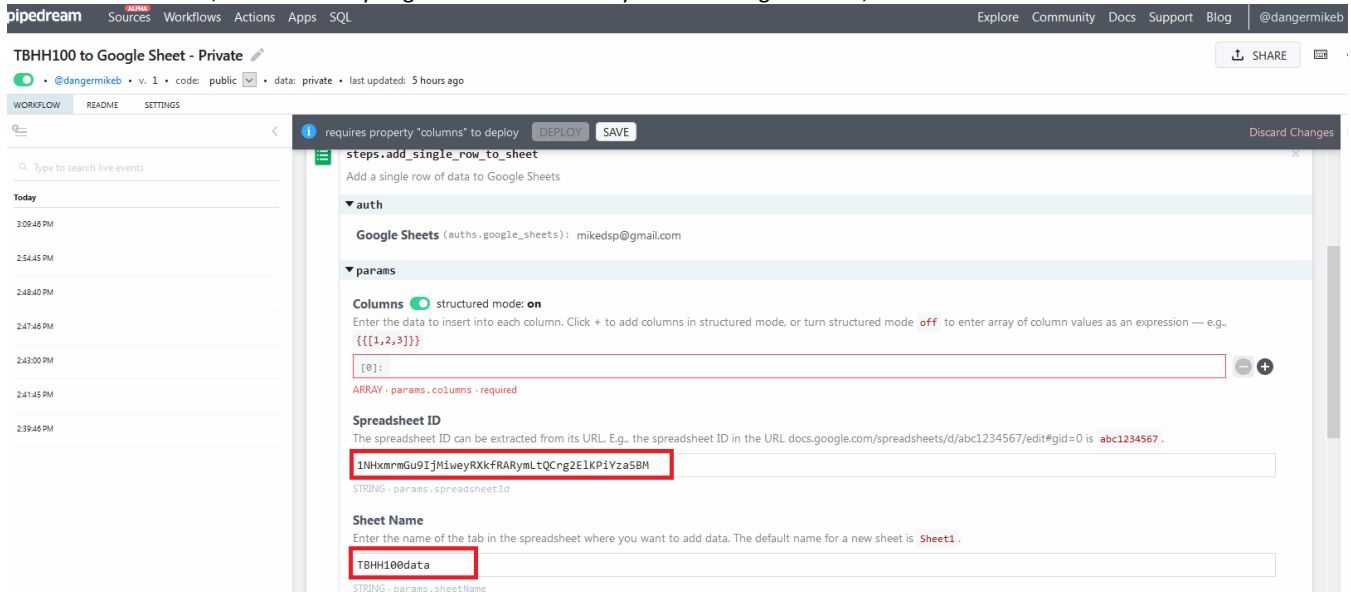 pipedream Sources ALPHA Workflows Actions Apps SQL Explore Community Docs Support Blog @dangermikeb
TBHH100 to Google Sheet - Private SHARE
• @dangermikeb • v. 1 • code: public • data: private • last updated: 5 hours ago
WORKFLOW README SETTINGS
requires property "columns" to deploy DEPLOY SAVE Discard Changes
steps.add_single_row_to_sheet
Type to search live events
Add a single row of data to Google Sheets
Today
auth
3:09:46 PM
Google Sheets (auths.google_sheets): mikedsp@gmail.com
2:54:45 PM
params
2:48:40 PM
Columns structured mode: on
Enter the data to insert into each column. Click + to add columns in structured mode, or turn structured mode off to enter array of column values as an expression — e.g.,
2:47:46 PM
{{[1,2,3]}}
2:43:00 PM
[0]:
ARRAY · params.columns · required
2:41:45 PM
Spreadsheet ID
2:39:46 PM
The spreadsheet ID can be extracted from its URL. E.g., the spreadsheet ID in the URL docs.google.com/spreadsheets/d/abc1234567/edit#gid=0 is abc1234567 .
1NHxmrmGu9IjMiweyRXkfRARymLtQCrg2ElKPiYza5BM
STRING · params.spreadsheetId
Sheet Name
Enter the name of the tab in the spreadsheet where you want to add data. The default name for a new sheet is Sheet1 .
TBHH100data
STRING · params.sheetName